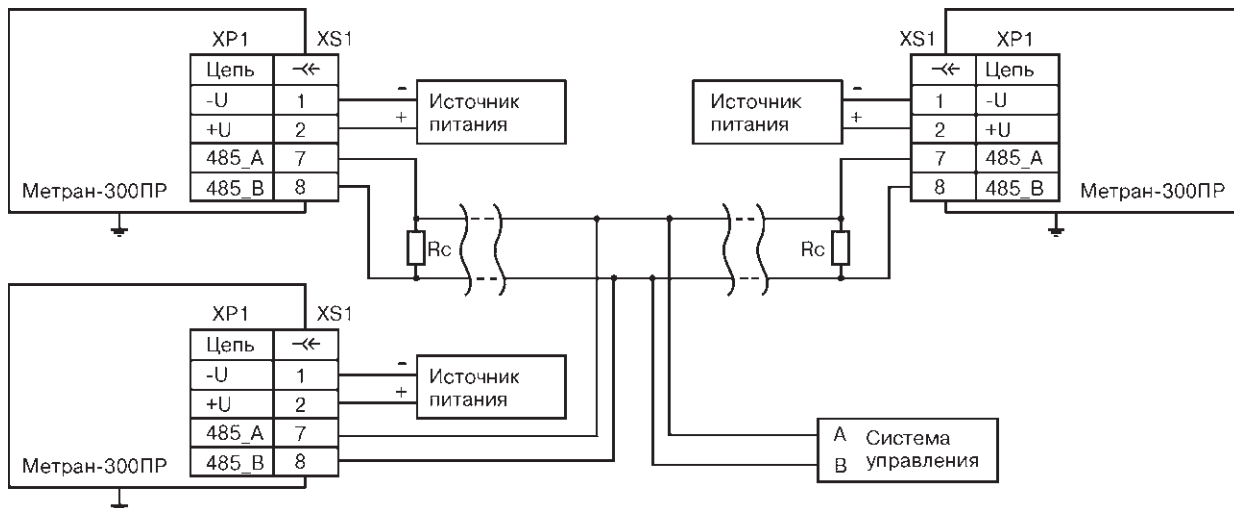 XP1 XS1
Цепь
-U 1
+U 2
485_A 7
485_B 8
Метран-300ПР
-
+
Источник
питания
XS1 XP1
Цепь
1 -U
2 +U
7 485_A
8 485_B
Метран-300ПР
-
+
Источник
питания
Rc
Rc
XP1 XS1
Цепь
-U 1
+U 2
485_A 7
485_B 8
Метран-300ПР
-
+
Источник
питания
A Система
B управления